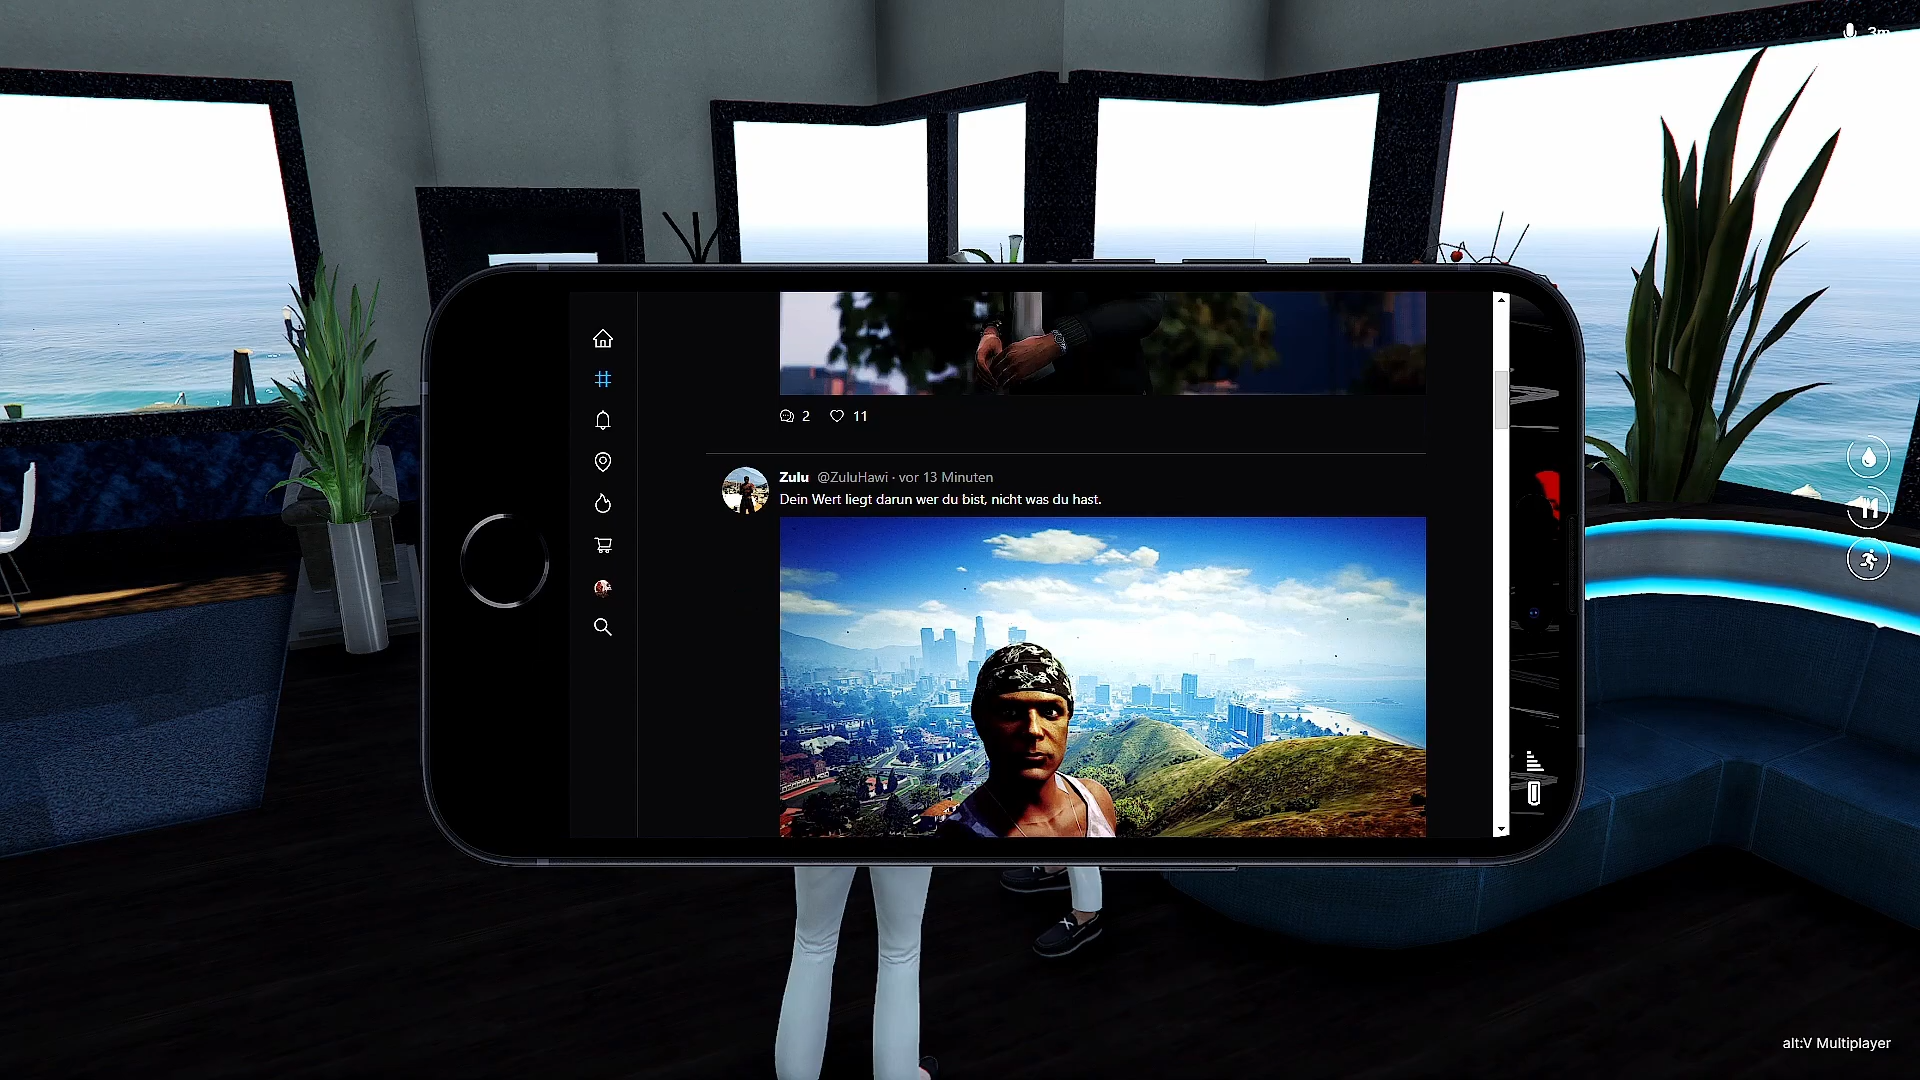 3m
2 11
Zulu @ZuluHawi · vor 13 Minuten
Dein Wert liegt darun wer du bist, nicht was du hast.
alt:V Multiplayer